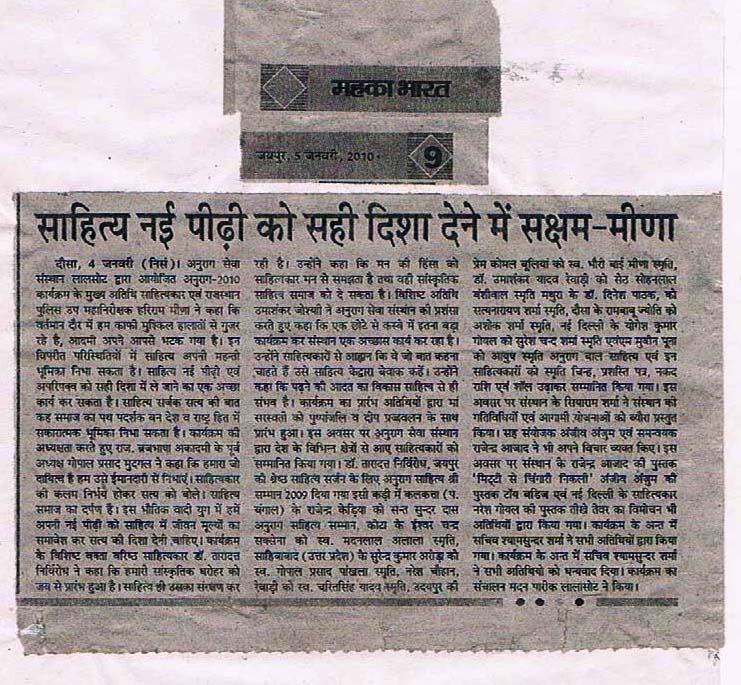 महका भारत
जयपुर, 5 जनवरी, 2010
9
साहित्य नई पीढ़ी को सही दिशा देने में सक्षम-मीणा
दौसा, 4 जनवरी (निसं)। अनुराग सेवा
संस्थान लालसोट द्वारा आयोजित अनुराग-2010
कार्यक्रम के मुख्य अतिथि साहित्यकार एवं राजस्थान
पुलिस उप महानिरीक्षक हरिराम मीणा ने कहा कि
वर्तमान दौर में हम काफी मुश्किल हालातों से गुजर
रहे है, आदमी अपने आपसे भटक गया है। इन
विपरीत परिस्थितियों में साहित्य अपनी महत्ती
भूमिका निभा सकता है। साहित्य नई पीढ़ी एवं
अपरिपक्व को सही दिशा में ले जाने का एक अच्छा
कार्य कर सकता है। साहित्य सर्जक सत्य की बात
कह समाज का पथ पदर्शक बन देश व राष्ट्र हित में
सकारात्मक भूमिका निभा सकता है। कार्यक्रम की
अध्यक्षता करते हुए राज. ब्रजभाषा अकादमी के पूर्व
अध्यक्ष गोपाल प्रसाद मुद्गल ने कहा कि हमारा जो
दायित्व है हम उसे ईमानदारी से निभाएं। साहित्यकार
की कलम निर्भय होकर सत्य को बोले। साहित्य
समाज का दर्पण है। इस भौतिक वादी युग में हमें
अपनी नई पीढ़ी को साहित्य में जीवन मूल्यों का
समावेश कर सत्य की दिशा देनी चाहिए। कार्यक्रम
के विशिष्ट वक्ता वरिष्ठ साहित्यकार डॉ. तारादत्त
निर्विरोध ने कहा कि हमारी सांस्कृतिक धरोहर को
जय से प्रारंभ हुआ है। साहित्य ही उसका संरक्षण कर
रही है। उन्होंने कहा कि मन की हिंसा को
साहित्यकार मन से समझता है तथा वही सांस्कृतिक
साहित्य समाज को दे सकता है। विशिष्ट अतिथि
उमाशंकर जोश्यी ने अनुराग सेवा संस्थान की प्रशंसा
करते हुए कहा कि एक छोटे से कस्बे में इतना बड़ा
कार्यक्रम कर संस्थान एक अच्छास कार्य कर रहा है।
उन्होंने साहित्यकारों से आह्वान कि वे जो बात कहना
चाहते हैं उसे साहित्य केद्वारा बेवाक कहें। उन्होंने
कहा कि पढ़ने की आदत का विकास साहित्य से ही
संभव है। कार्यक्रम का प्रारंभ अतिथियों द्वारा मां
सरस्वती को पुष्पांजलि व दीप प्रज्ज्वलन के साथ
प्रारंभ हुआ। इस अवसर पर अनुराग सेवा संस्थान
द्वारा देश के विभिन्न क्षेत्रों से आए साहित्यकारों को
सम्मानित किया गया। डॉ. तारादत्त निर्विरोध, जयपुर
की श्रेष्ठ साहित्य सर्जन के लिए अनुराग साहित्य श्री
सम्मान 2009 दिया गया इसी कड़ी में कलकत्ता (प.
बंगाल) के राजेन्द्र केड़िया को सन्त सुन्दर दास
अनुराग साहित्य सम्मान, कोटा के ईश्वर चन्द
सक्सेना को स्व. मदनलाल अलाला स्मृति,
साहिबाबाद (उत्तर प्रदेश) के सुरेन्द्र कुमार अरोड़ा को
स्व. गोपाल प्रसाद पांखला स्मृति, नरेश चौहान,
रेवाड़ी को स्व. चरितसिंह यादव स्मृति, उदयपुर की
प्रेम कोमल बूलियां को स्व. भौरी बाई मीणा स्मृति,
डॉ. उमाशंकर यादव रेवाड़ी को सेठ सोहनलाल
बंशीवाल स्मृति मथुरा के डॉ. दिनेश पाठक, को
सत्यनारायण शर्मा स्मृति, दौसा के रामबाबू ज्योति को
अशोक शर्मा स्मृति, नई दिल्ली के योगेश कुमार
गोयल को सुरेश चन्द शर्मा स्मृति एवंएम मुबीन पूना
को आयुष स्मृति अनुराग बाल साहित्य एवं इन
साहित्यकारों को स्मृति चिन्ह, प्रशस्ति पत्र, नकद
राशि एवं शॉल उढ़ाकर सम्मानित किया गया। इस
अवसर पर संस्थान के सियाराम शर्मा ने संस्थान की
गतिविधियों एवं आगामी योजनाओं को ब्यौरा प्रस्तुत
किया। सह संयोजक अंजीव अंजुम एवं समन्वयक
राजेन्द आजाद ने भी अपने विचार व्यक्त किए। इस
अवसर पर संस्थान के राजेन्द आजाद की पुस्तक
'मिट्टी से चिंगारी निकली' अंजीव अंजुम की
पुस्तक टॉय बडिज एवं नई दिल्ली के साहित्यकार
नरेश गोयल की पुस्तक तीखे तेवर का विमोचन भी
अतिथियों द्वारा किया गया। कार्यक्रम के अन्त में
सचिव श्यामसुन्दर शर्मा ने सभी अतिथियों द्वारा किया
गया। कार्यक्रम के अन्त में सचिव श्यामसुन्दर शर्मा
ने सभी अतिथियों को धन्यवाद दिया। कार्यक्रम का
संचालन मदन पारीक लालासोट ने किया।